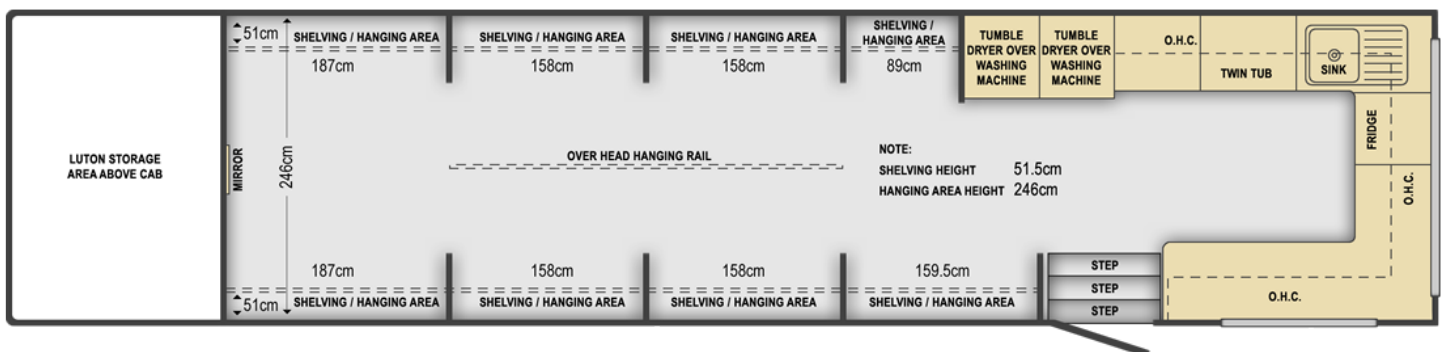 51cm
SHELVING / HANGING AREA
187cm
SHELVING / HANGING AREA
158cm
SHELVING / HANGING AREA
158cm
SHELVING /
HANGING AREA
89cm
TUMBLE
DRYER OVER
WASHING
MACHINE
TUMBLE
DRYER OVER
WASHING
MACHINE
O.H.C.
TWIN TUB
SINK
FRIDGE
O.H.C.
LUTON STORAGE
AREA ABOVE CAB
MIRROR
246cm
OVER HEAD HANGING RAIL
NOTE:
SHELVING HEIGHT 51.5cm
HANGING AREA HEIGHT 246cm
187cm
158cm
158cm
159.5cm
51cm
SHELVING / HANGING AREA
SHELVING / HANGING AREA
SHELVING / HANGING AREA
SHELVING / HANGING AREA
STEP
STEP
STEP
O.H.C.